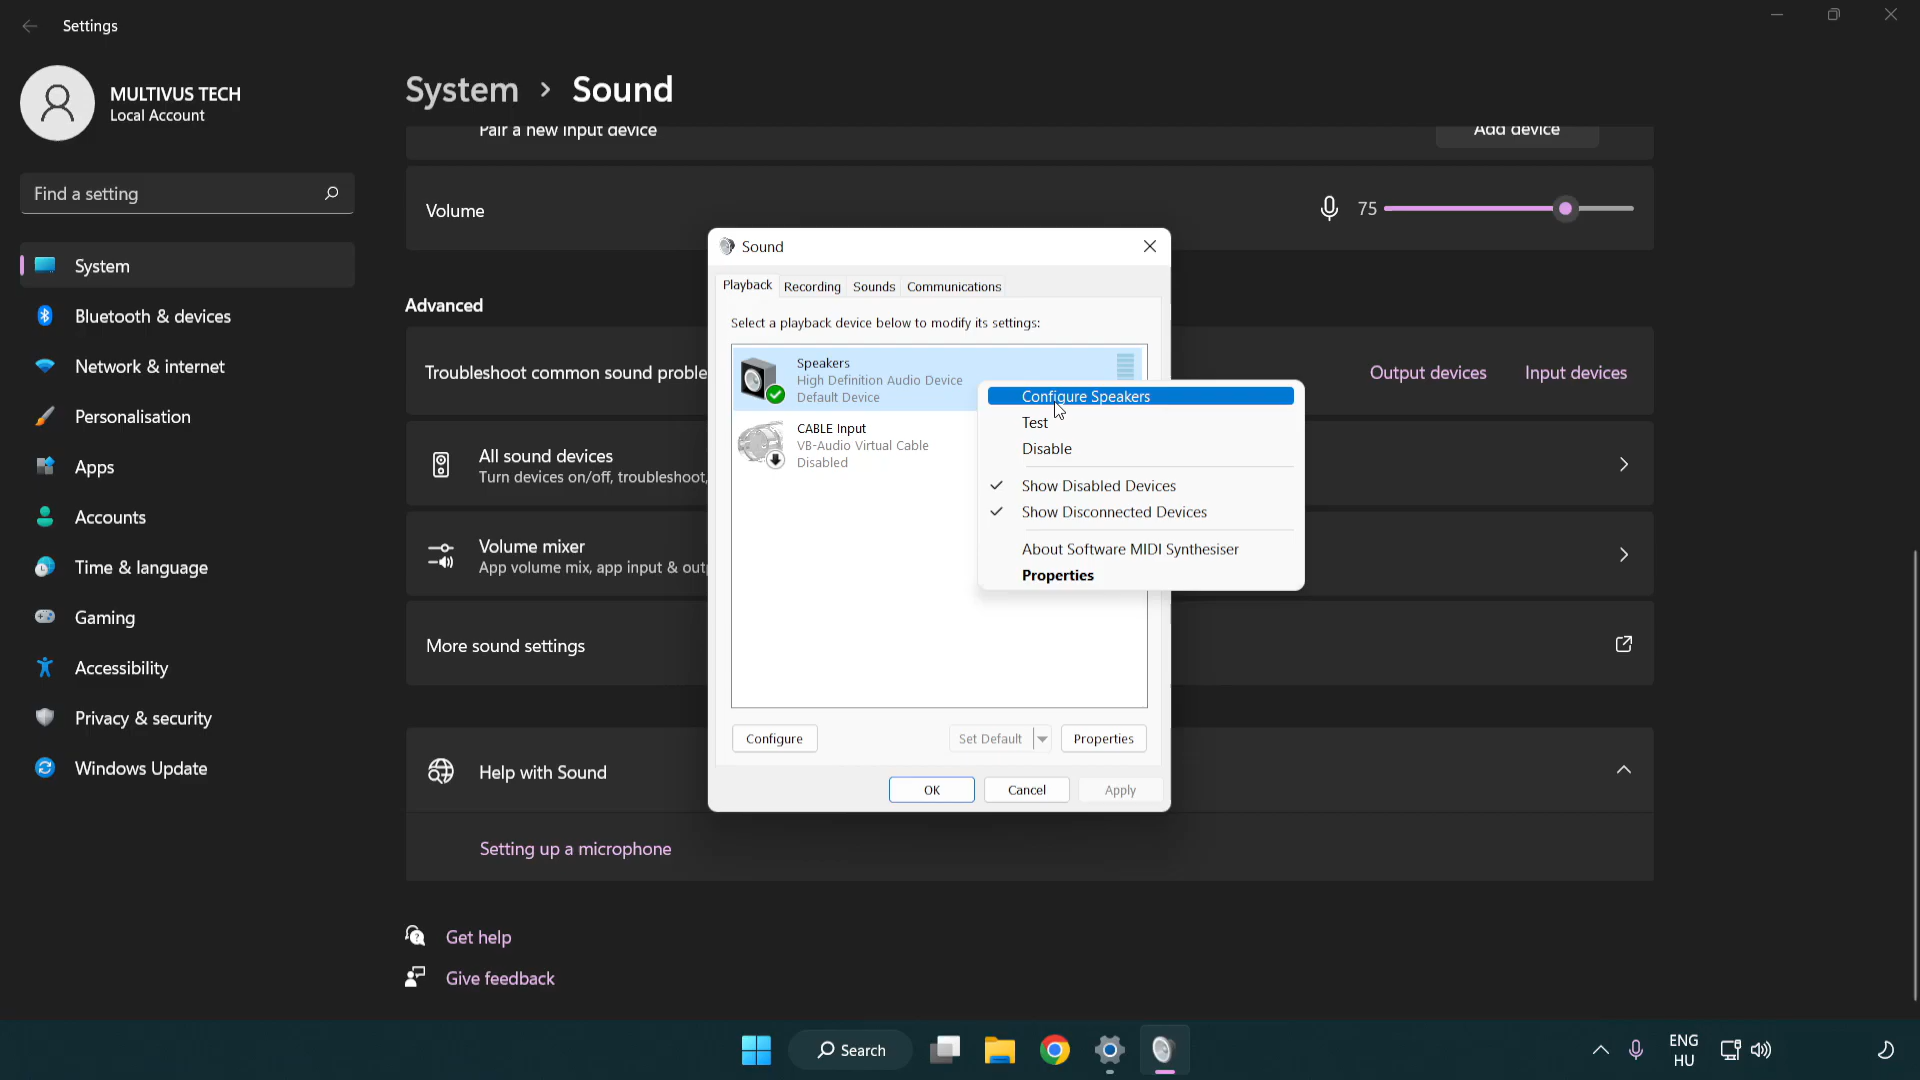 Settings
MULTIVUS TECH
Local Account
Find a setting
System
Bluetooth & devices
Network & internet
Personalisation
Apps
Accounts
Time & language
Gaming
Accessibility
Privacy & security
Windows Update
System › Sound
Pair a new input device
Add device
Volume
75
Advanced
Troubleshoot common sound proble
Output devices
Input devices
All sound devices
Turn devices on/off, troubleshoot,
Volume mixer
App volume mix, app input & out
More sound settings
Help with Sound
Setting up a microphone
Get help
Give feedback
Sound
Playback
Recording
Sounds
Communications
Select a playback device below to modify its settings:
Speakers
High Definition Audio Device
Default Device
CABLE Input
VB-Audio Virtual Cable
Disabled
Configure Speakers
Test
Disable
Show Disabled Devices
Show Disconnected Devices
About Software MIDI Synthesiser
Properties
Configure
Set Default
Properties
OK
Cancel
Apply
Search
ENG
HU